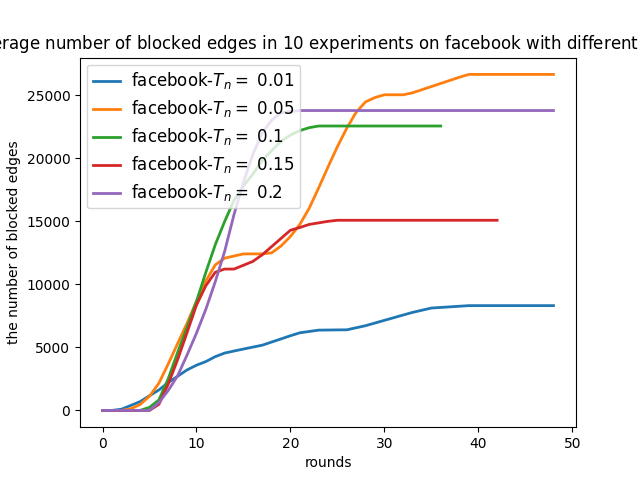 erage number of blocked edges in 10 experiments on facebook with different
facebook-Tₙ = 0.01
facebook-Tₙ = 0.05
facebook-Tₙ = 0.1
facebook-Tₙ = 0.15
facebook-Tₙ = 0.2
25000
20000
15000
10000
5000
0
the number of blocked edges
0 10 20 30 40 50
rounds